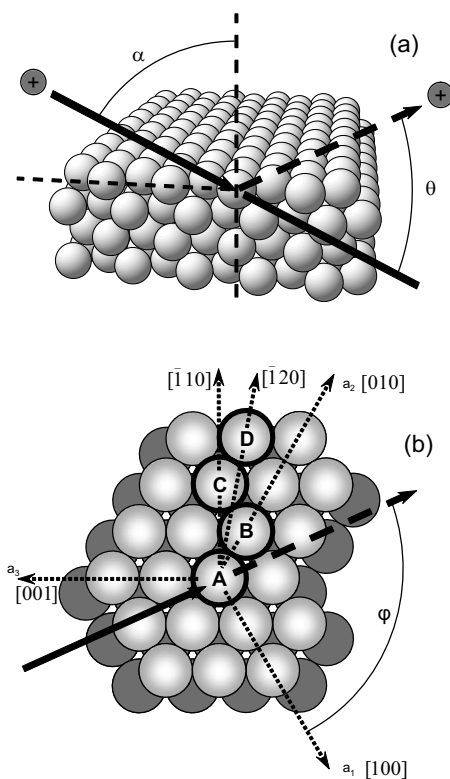 (a)
α
+
+
θ
[1̄10]
[1̄20]
a₂ [010]
(b)
D
C
B
a₃
[001]
A
φ
a₁ [100]